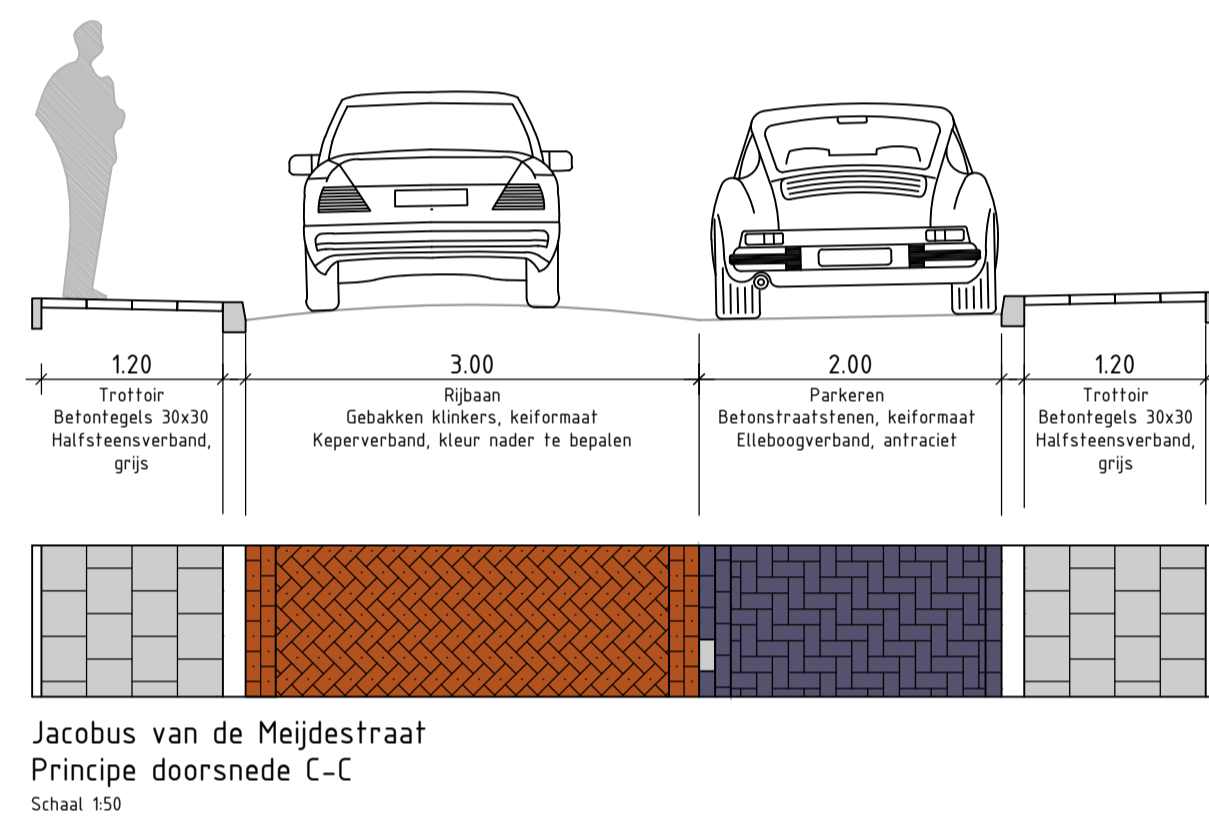 1.20
Trottoir
Betontegels 30x30
Halfsteensverband,
grijs
3.00
Rijbaan
Gebakken klinkers, keiformaat
Keperverband, kleur nader te bepalen
2.00
Parkeren
Betonstraatstenen, keiformaat
Elleboogverband, antraciet
1.20
Trottoir
Betontegels 30x30
Halfsteensverband,
grijs
Jacobus van de Meijdestraat
Principe doorsnede C-C
Schaal 1:50